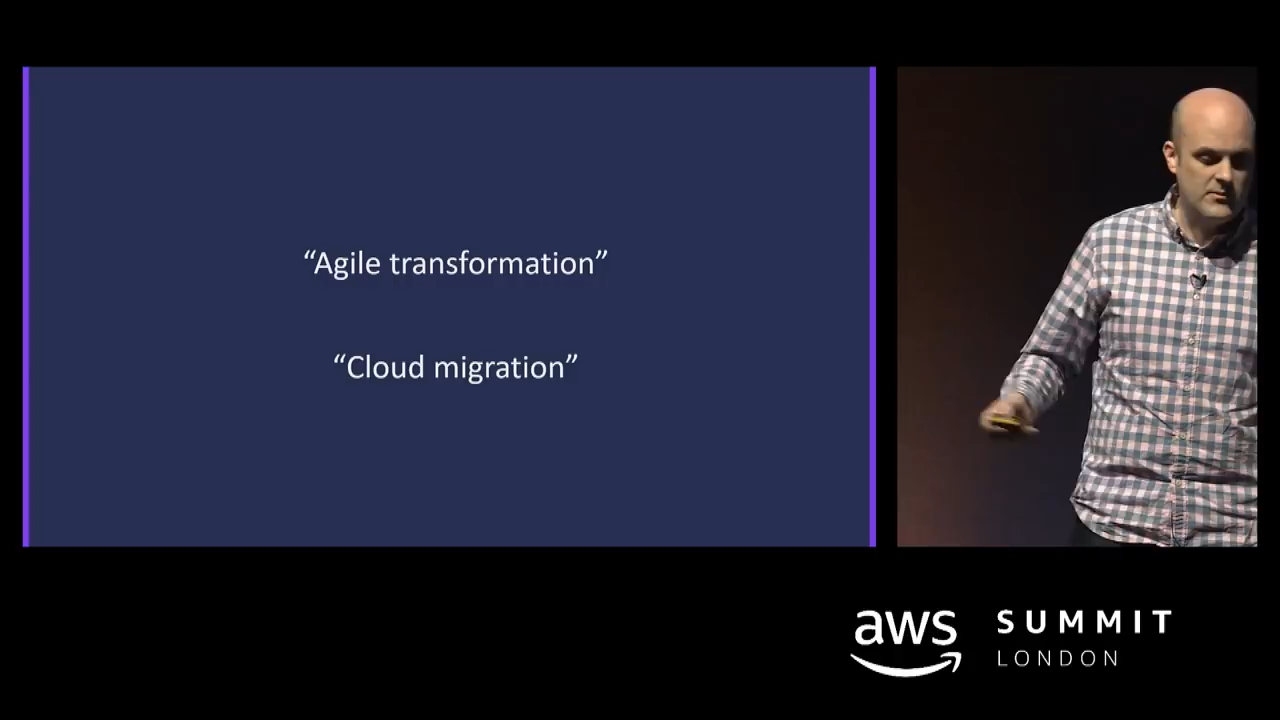 “Agile transformation”
“Cloud migration”
aws
SUMMIT
LONDON